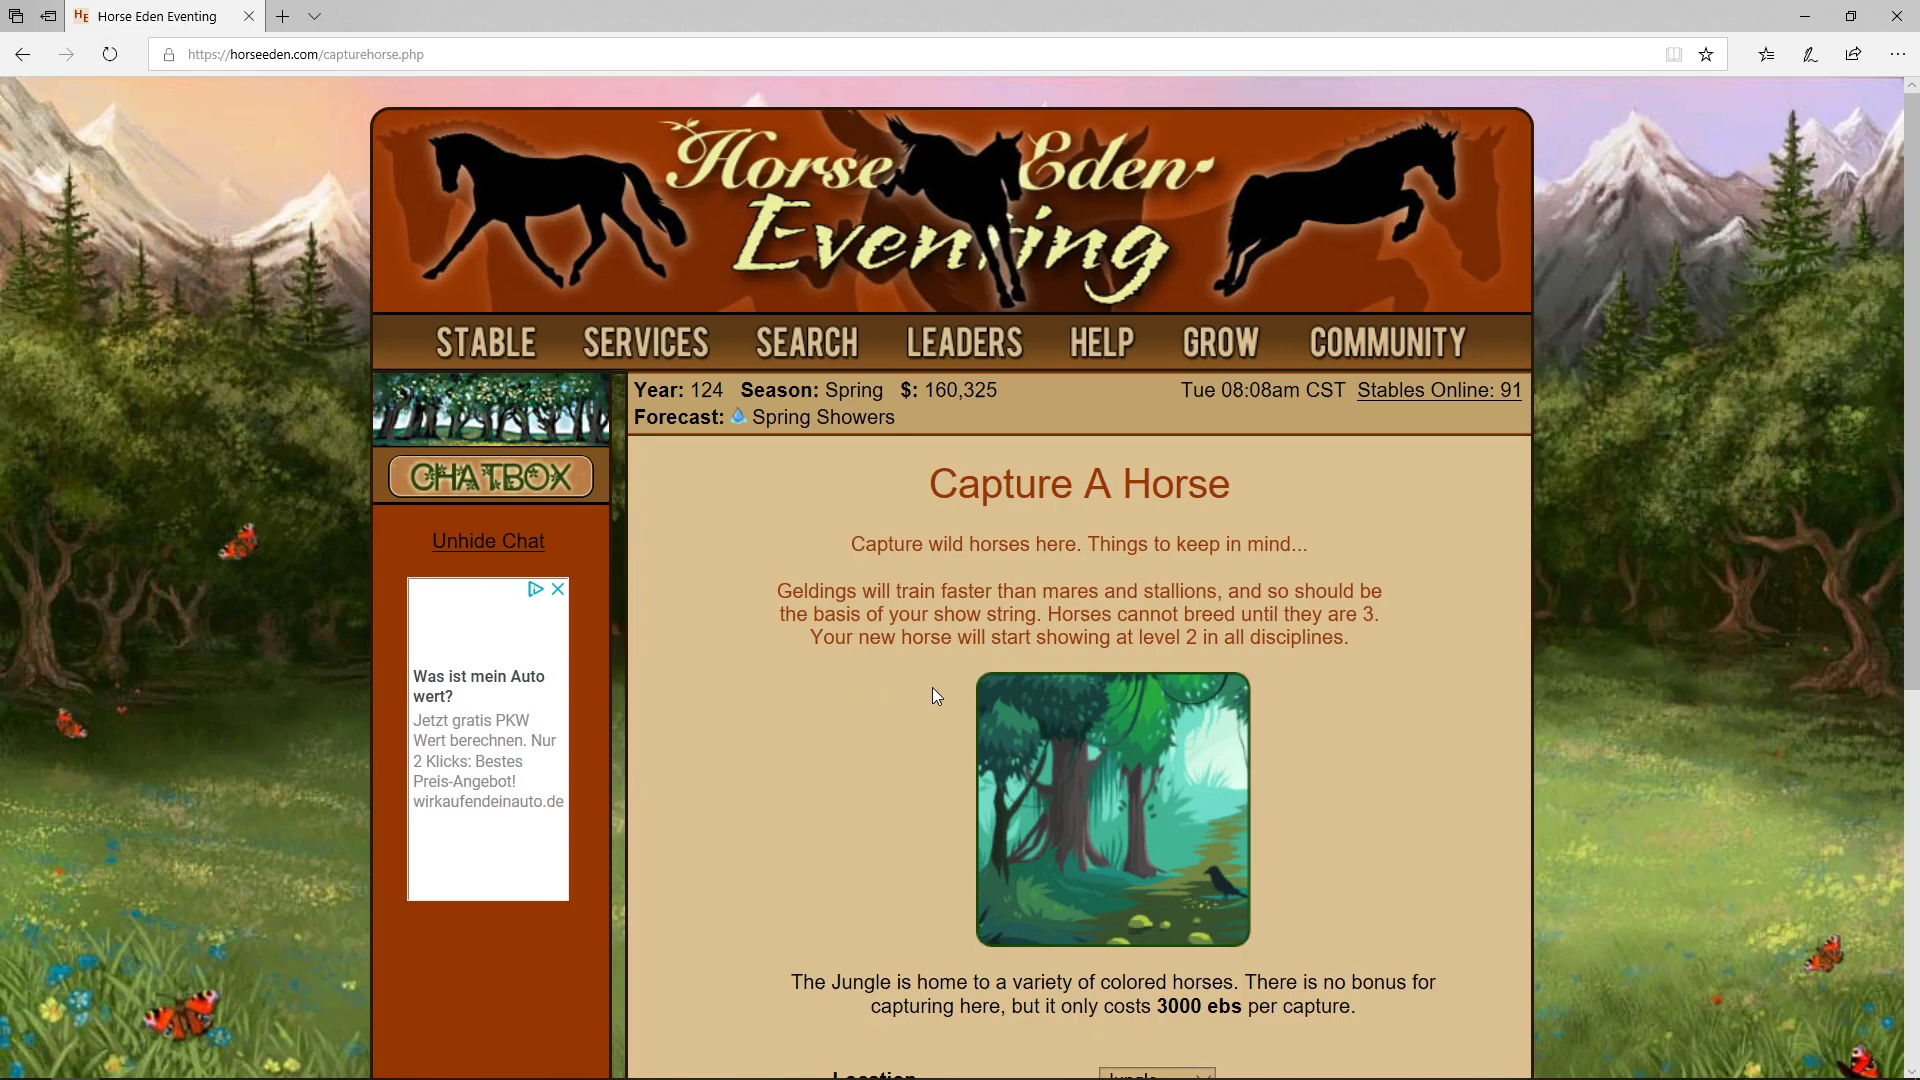 Horse Eden Eventing
https://horseeden.com/capturehorse.php
Horse Eden
Eventing
STABLE SERVICES SEARCH LEADERS HELP GROW COMMUNITY
Year: 124 Season: Spring $: 160,325 Tue 08:08am CST Stables Online: 91
Forecast: Spring Showers
CHATBOX
Unhide Chat
Was ist mein Auto
wert?
Jetzt gratis PKW
Wert berechnen. Nur
2 Klicks: Bestes
Preis-Angebot!
wirkaufendeinauto.de
Capture A Horse
Capture wild horses here. Things to keep in mind...
Geldings will train faster than mares and stallions, and so should be
the basis of your show string. Horses cannot breed until they are 3.
Your new horse will start showing at level 2 in all disciplines.
The Jungle is home to a variety of colored horses. There is no bonus for
capturing here, but it only costs 3000 ebs per capture.
Location Jungle